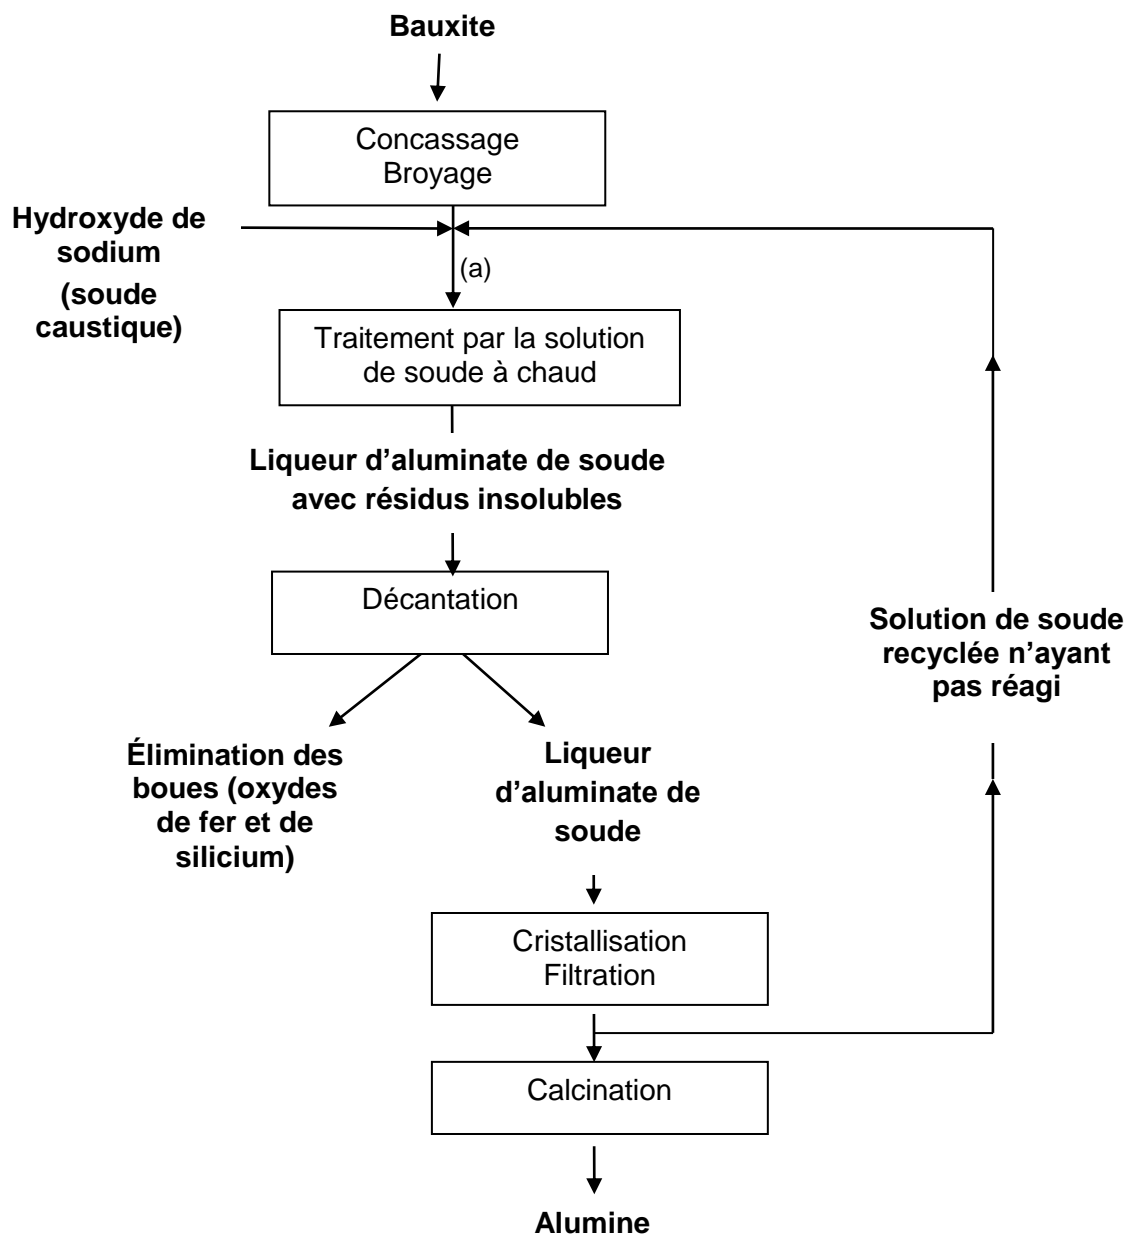 Bauxite
Concassage
Broyage
Hydroxyde de
sodium
(soude
caustique)
(a)
Traitement par la solution
de soude à chaud
Liqueur d’aluminate de soude
avec résidus insolubles
Décantation
Solution de soude
recyclée n’ayant
pas réagi
Élimination des
boues (oxydes
de fer et de
silicium)
Liqueur
d’aluminate de
soude
Cristallisation
Filtration
Calcination
Alumine